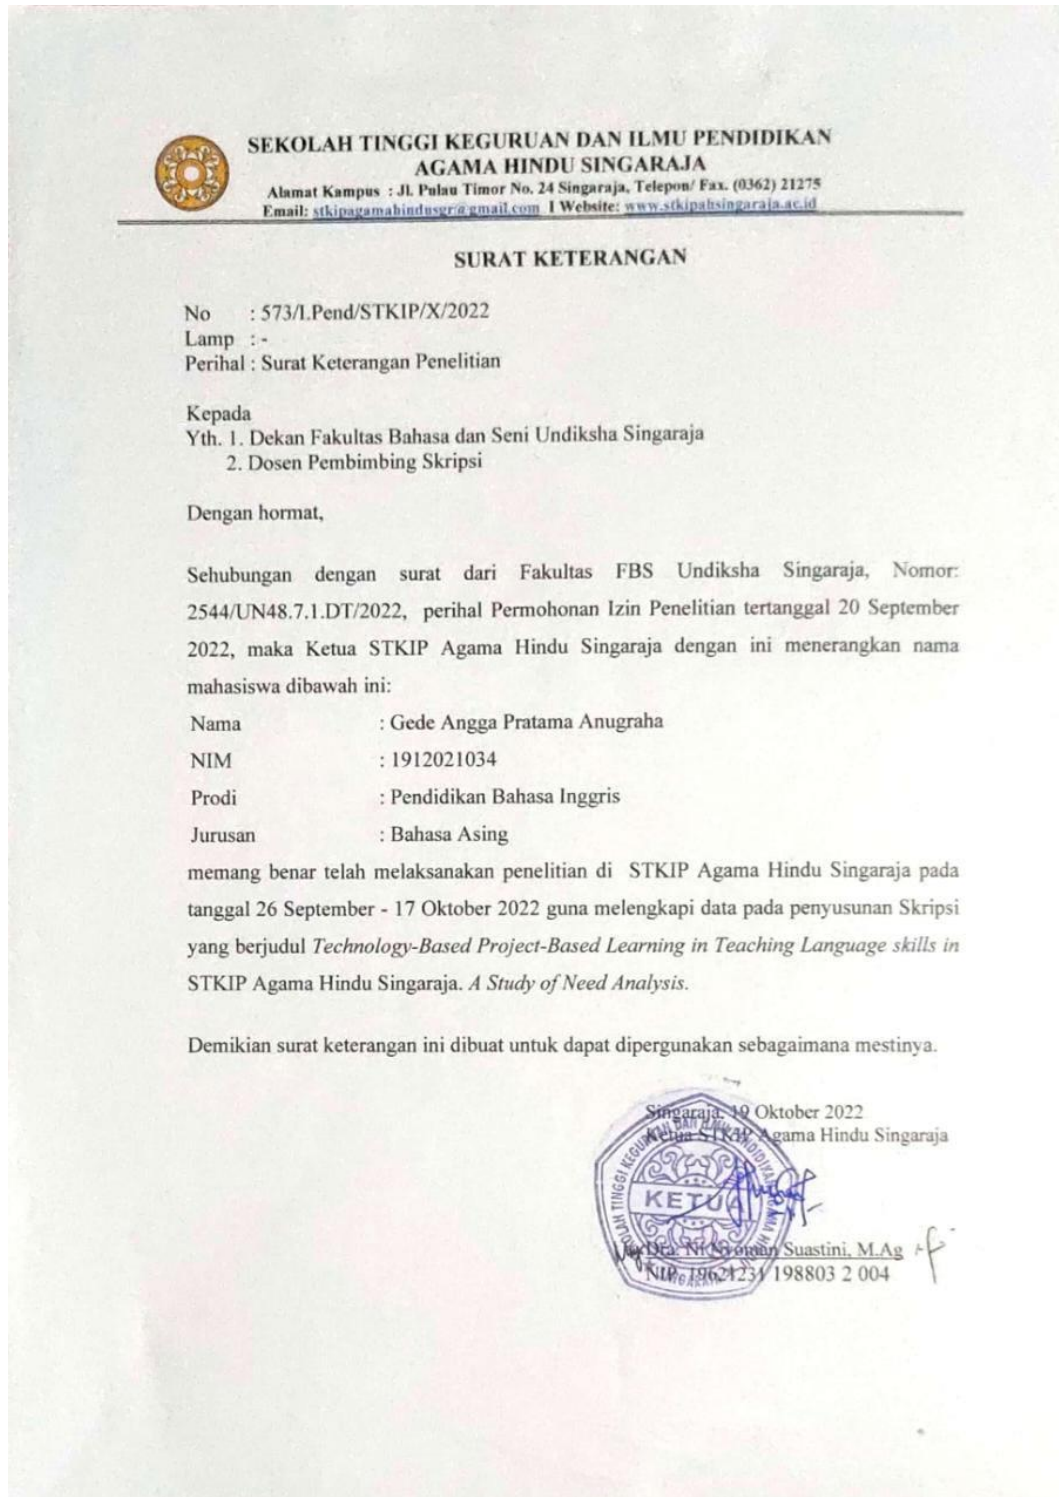 SEKOLAH TINGGI KEGURUAN DAN ILMU PENDIDIKAN
AGAMA HINDU SINGARAJA
Alamat Kampus : Jl. Pulau Timor No. 24 Singaraja, Telepon/ Fax. (0362) 21275
Email: stkipagamahindusgr@gmail.com I Website: www.stkipahsingaraja.ac.id
SURAT KETERANGAN
No : 573/I.Pend/STKIP/X/2022
Lamp : -
Perihal : Surat Keterangan Penelitian
Kepada
Yth. 1. Dekan Fakultas Bahasa dan Seni Undiksha Singaraja
2. Dosen Pembimbing Skripsi
Dengan hormat,
Sehubungan dengan surat dari Fakultas FBS Undiksha Singaraja, Nomor:
2544/UN48.7.1.DT/2022, perihal Permohonan Izin Penelitian tertanggal 20 September
2022, maka Ketua STKIP Agama Hindu Singaraja dengan ini menerangkan nama
mahasiswa dibawah ini:
Nama : Gede Angga Pratama Anugraha
NIM : 1912021034
Prodi : Pendidikan Bahasa Inggris
Jurusan : Bahasa Asing
memang benar telah melaksanakan penelitian di STKIP Agama Hindu Singaraja pada
tanggal 26 September - 17 Oktober 2022 guna melengkapi data pada penyusunan Skripsi
yang berjudul Technology-Based Project-Based Learning in Teaching Language skills in
STKIP Agama Hindu Singaraja. A Study of Need Analysis.
Demikian surat keterangan ini dibuat untuk dapat dipergunakan sebagaimana mestinya.
Singaraja, 19 Oktober 2022
Ketua STKIP Agama Hindu Singaraja
KETUA
Dra. Ni Nyoman Suastini, M.Ag
NIP. 19621231 198803 2 004